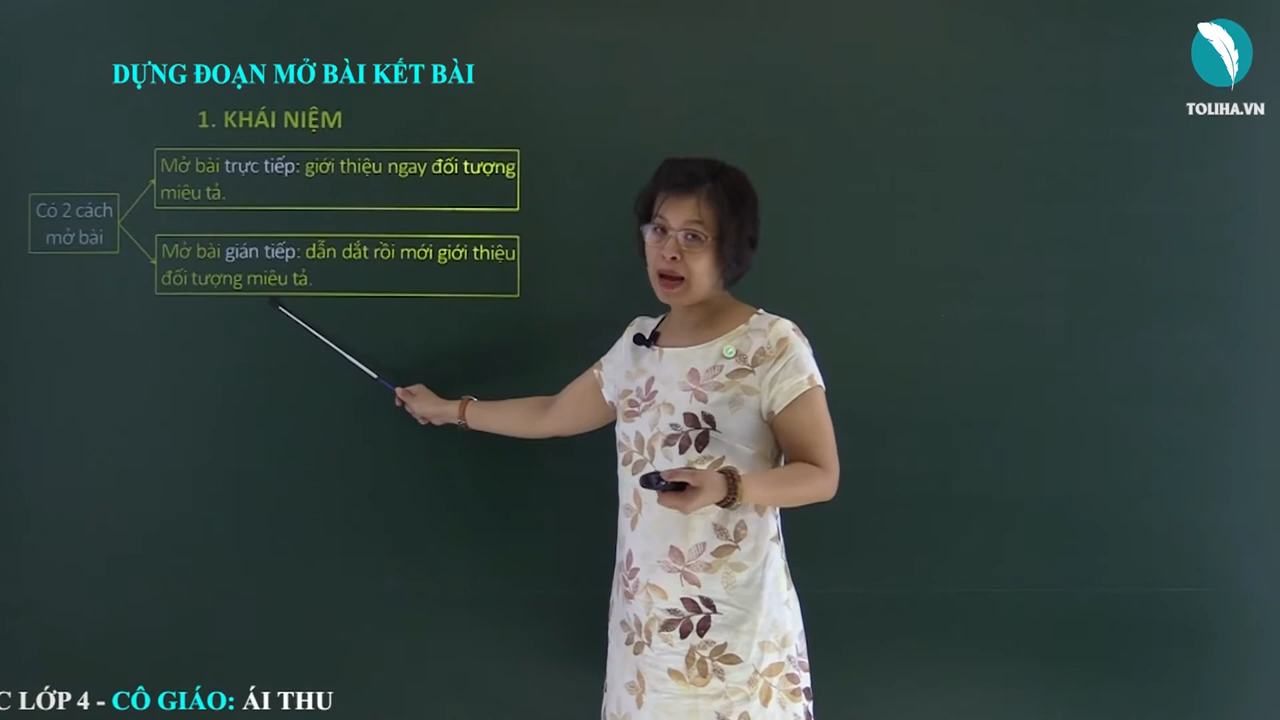 DỰNG ĐOẠN MỞ BÀI KẾT BÀI
TOLIHA.VN
1. KHÁI NIỆM
Có 2 cách
mở bài
Mở bài trực tiếp: giới thiệu ngay đối tượng
miêu tả.
Mở bài gián tiếp: dẫn dắt rồi mới giới thiệu
đối tượng miêu tả.
C LỚP 4 - CÔ GIÁO: ÁI THU